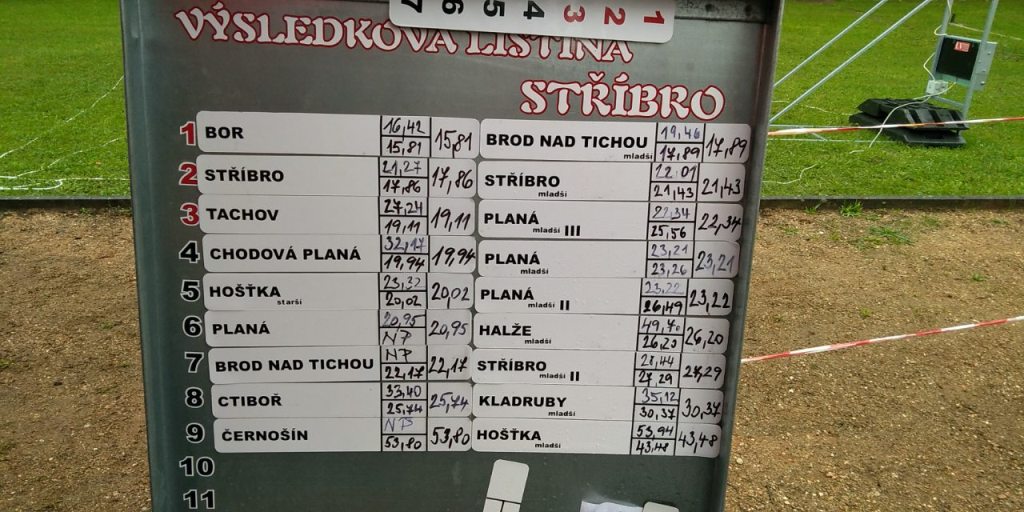 7 6 5 4 3 2 1
VÝSLEDKOVÁ LISTINA
STŘÍBRO
1 BOR 16,42 15,81 15,81
BROD NAD TICHOU mladší 19,46 17,89 17,89
2 STŘÍBRO 21,27 17,86 17,86
STŘÍBRO mladší 22,01 21,43 21,43
3 TACHOV 27,24 19,11 19,11
PLANÁ mladší III 22,34 25,56 22,34
4 CHODOVÁ PLANÁ 32,17 19,94 19,94
PLANÁ mladší 23,21 23,26 23,21
5 HOŠŤKA starší 23,32 20,02 20,02
PLANÁ mladší II 23,22 26,49 23,22
6 PLANÁ 20,95 NP 20,95
HALŽE mladší 49,70 26,20 26,20
7 BROD NAD TICHOU NP 22,17 22,17
STŘÍBRO mladší II 28,44 27,29 27,29
8 CTIBOŘ 33,40 25,74 25,74
KLADRUBY mladší 35,12 30,37 30,37
9 ČERNOŠÍN NP 53,80 53,80
HOŠŤKA mladší 53,94 43,48 43,48
10
11